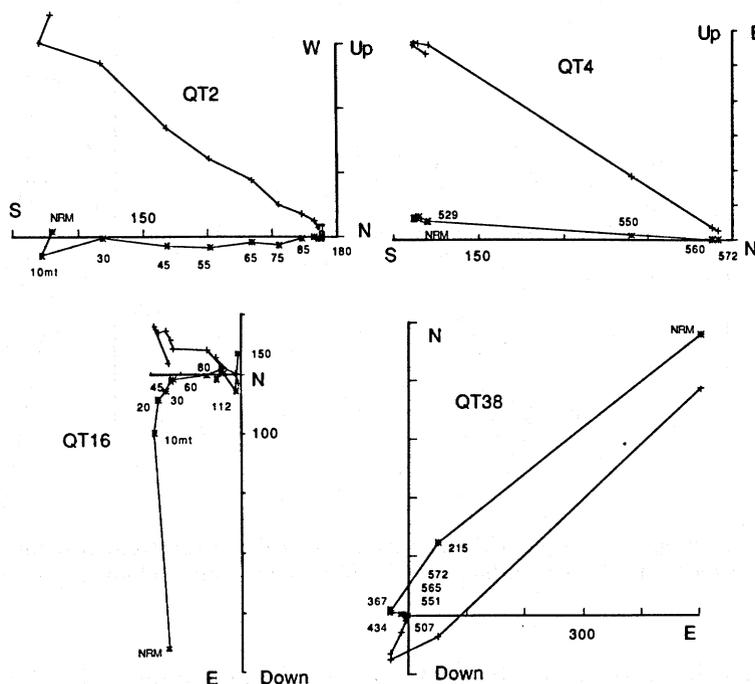 W Up
QT2
S
NRM
150
N
10mt
30
45
55
65
75
85
180
Up E
QT4
529
NRM
550
560
572
S
150
N
150
80
N
45
60
20
30
112
QT16
10mt
100
NRM
E Down
N
NRM
QT38
215
572
565
551
367
434
507
300
E
Down